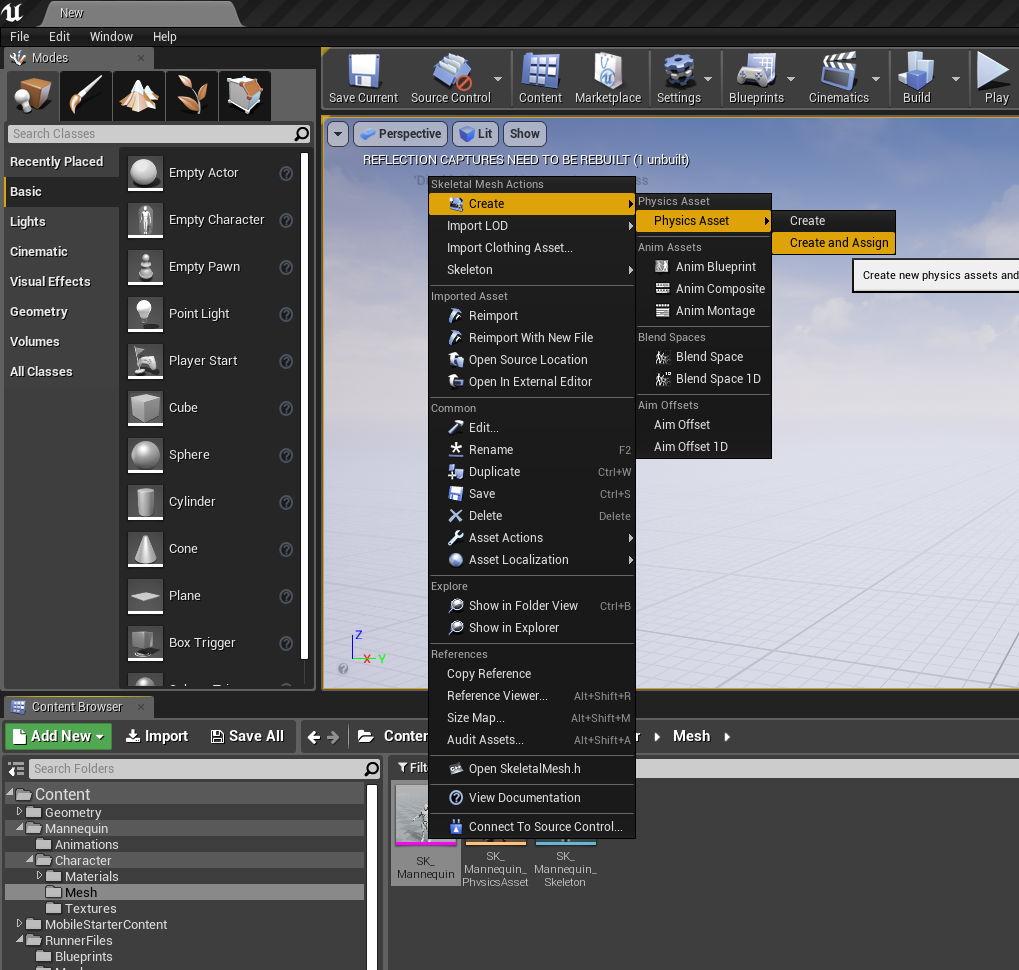 New
File Edit Window Help
Modes
Save Current Source Control Content Marketplace Settings Blueprints Cinematics Build Play
Search Classes
Recently Placed
Basic
Lights
Cinematic
Visual Effects
Geometry
Volumes
All Classes
Empty Actor
Empty Character
Empty Pawn
Point Light
Player Start
Cube
Sphere
Cylinder
Cone
Plane
Box Trigger
Perspective Lit Show
REFLECTION CAPTURES NEED TO BE REBUILT (1 unbuilt)
Skeletal Mesh Actions
Create
Import LOD
Import Clothing Asset...
Skeleton
Imported Asset
Reimport
Reimport With New File
Open Source Location
Open In External Editor
Common
Edit...
Rename F2
Duplicate Ctrl+W
Save Ctrl+S
Delete Delete
Asset Actions
Asset Localization
Explore
Show in Folder View Ctrl+B
Show in Explorer
References
Copy Reference
Reference Viewer... Alt+Shift+R
Size Map... Alt+Shift+M
Audit Assets... Alt+Shift+A
Open SkeletalMesh.h
View Documentation
Connect To Source Control...
Physics Asset
Physics Asset
Anim Assets
Anim Blueprint
Anim Composite
Anim Montage
Blend Spaces
Blend Space
Blend Space 1D
Aim Offsets
Aim Offset
Aim Offset 1D
Create
Create and Assign
Create new physics assets and
Z
X Y
Content Browser
Add New Import Save All Conten r Mesh
Search Folders
Filt
Content
Geometry
Mannequin
Animations
Character
Materials
Mesh
Textures
MobileStarterContent
RunnerFiles
Blueprints
SK_
Mannequin
SK_
Mannequin_
PhysicsAsset
SK_
Mannequin_
Skeleton